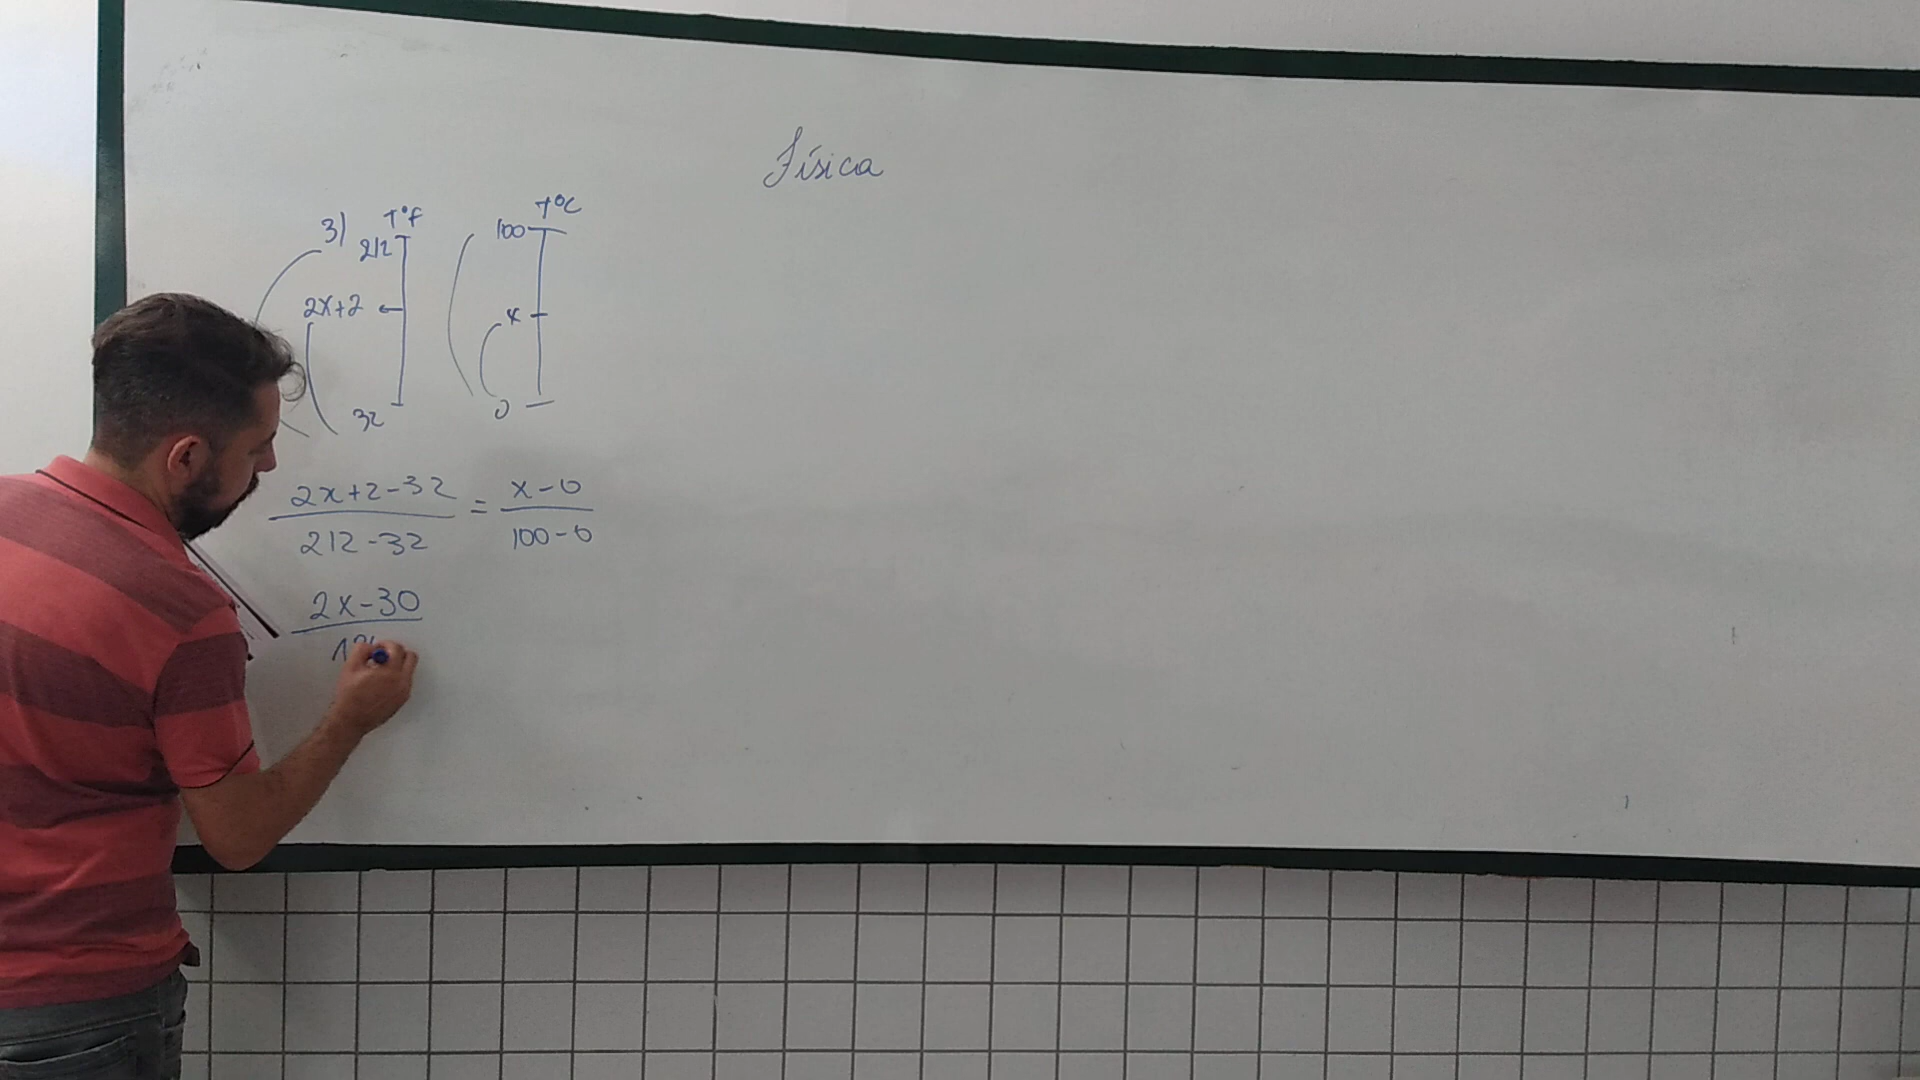 Física
3) T°F T°C
212 100
2x+2 x
32 0
2x+2-32 = x-0
212-32 100-0
2x-30